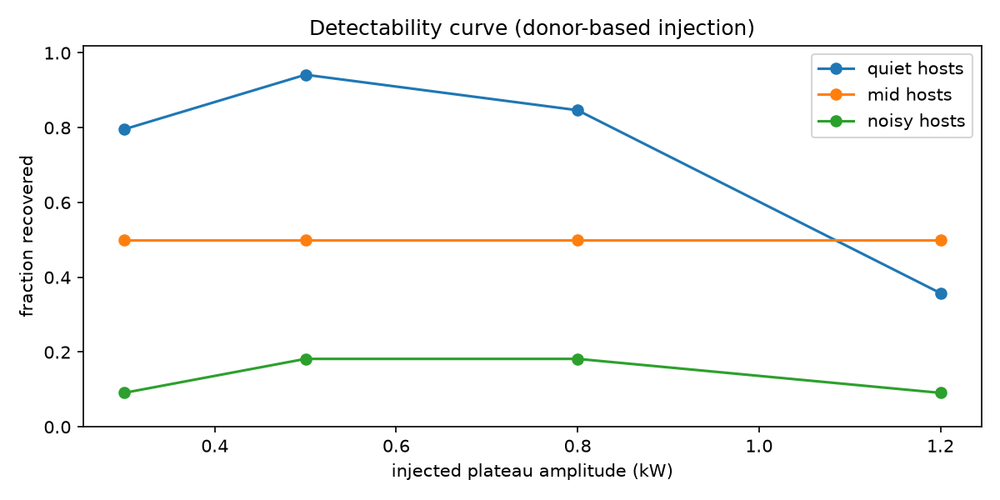 Detectability curve (donor-based injection)
quiet hosts
mid hosts
noisy hosts
fraction recovered
1.0
0.8
0.6
0.4
0.2
0.0
0.4 0.6 0.8 1.0 1.2
injected plateau amplitude (kW)